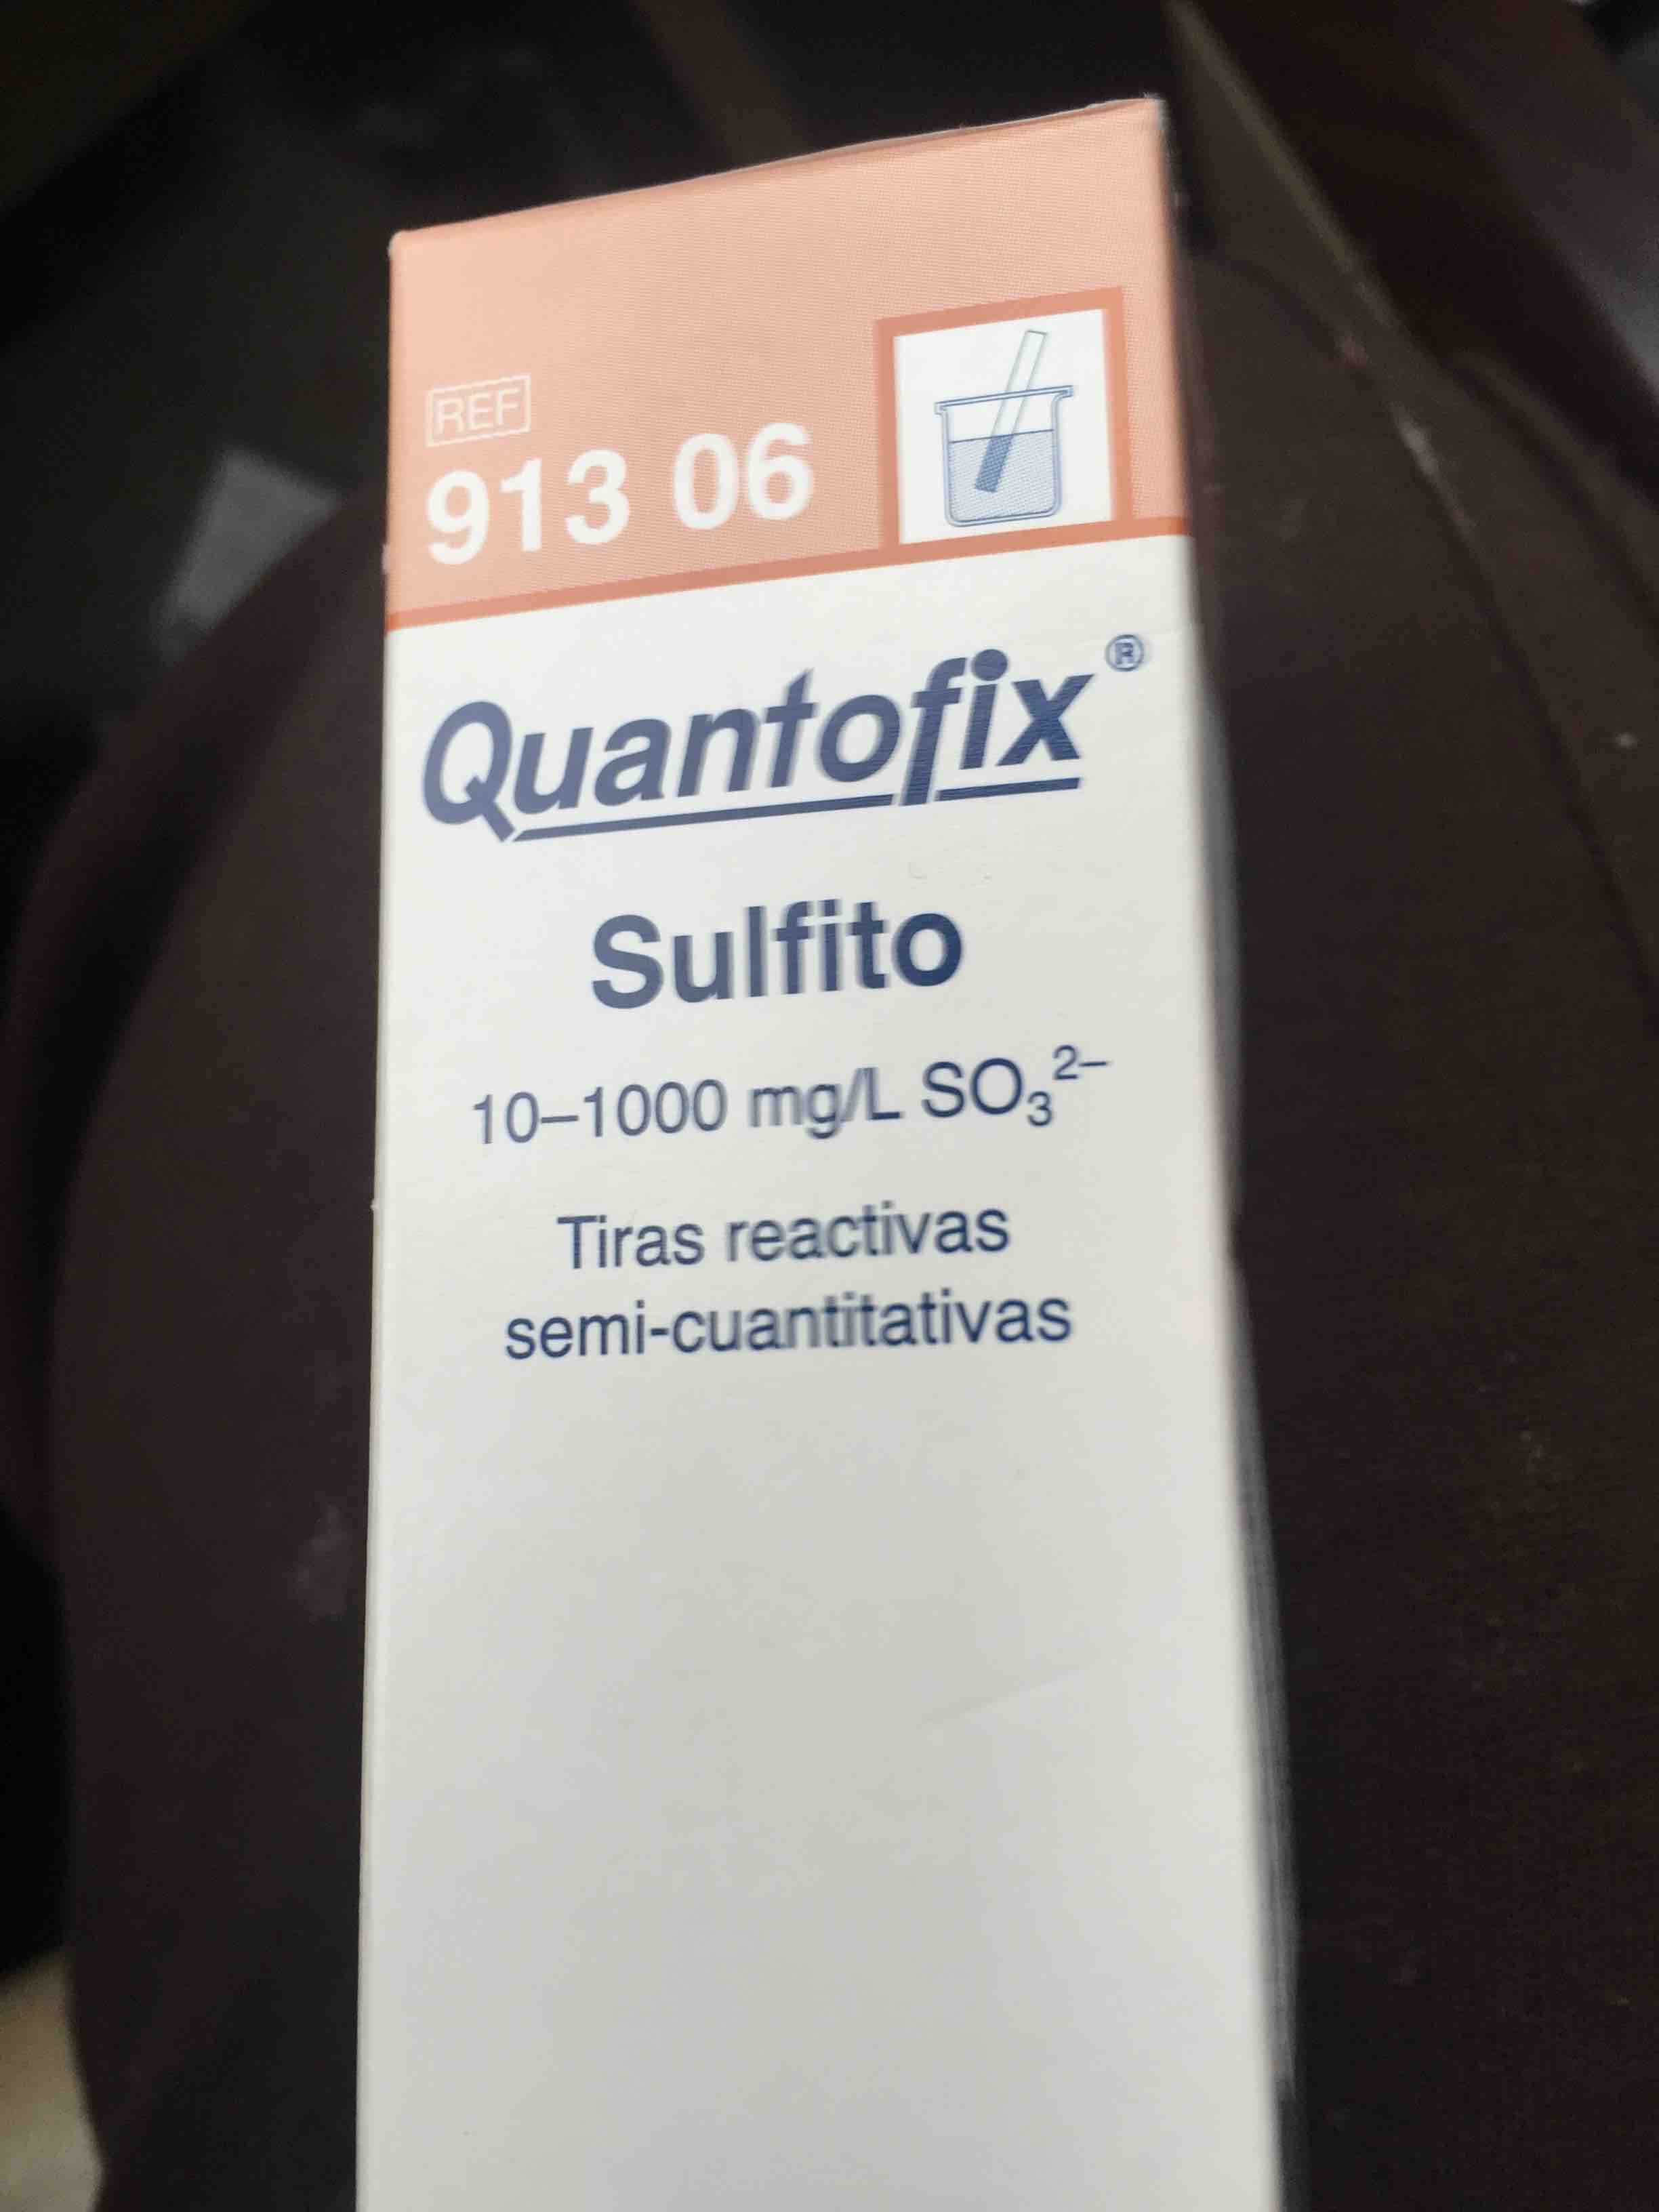 REF
913 06
Quantofix®
Sulfito
10–1000 mg/L SO₃²⁻
Tiras reactivas
semi-cuantitativas